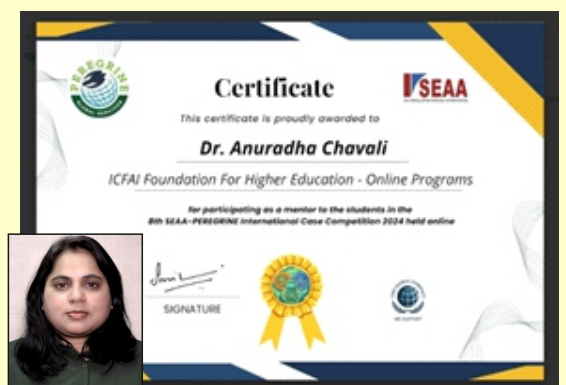 PEREGRINE
GLOBAL SERVICES
Certificate
SEAA
This certificate is proudly awarded to
Dr. Anuradha Chavali
ICFAI Foundation For Higher Education - Online Programs
for participating as a mentor to the students in the
8th SEAA-PEREGRINE International Case Competition 2024 held online
SIGNATURE
WE SUPPORT